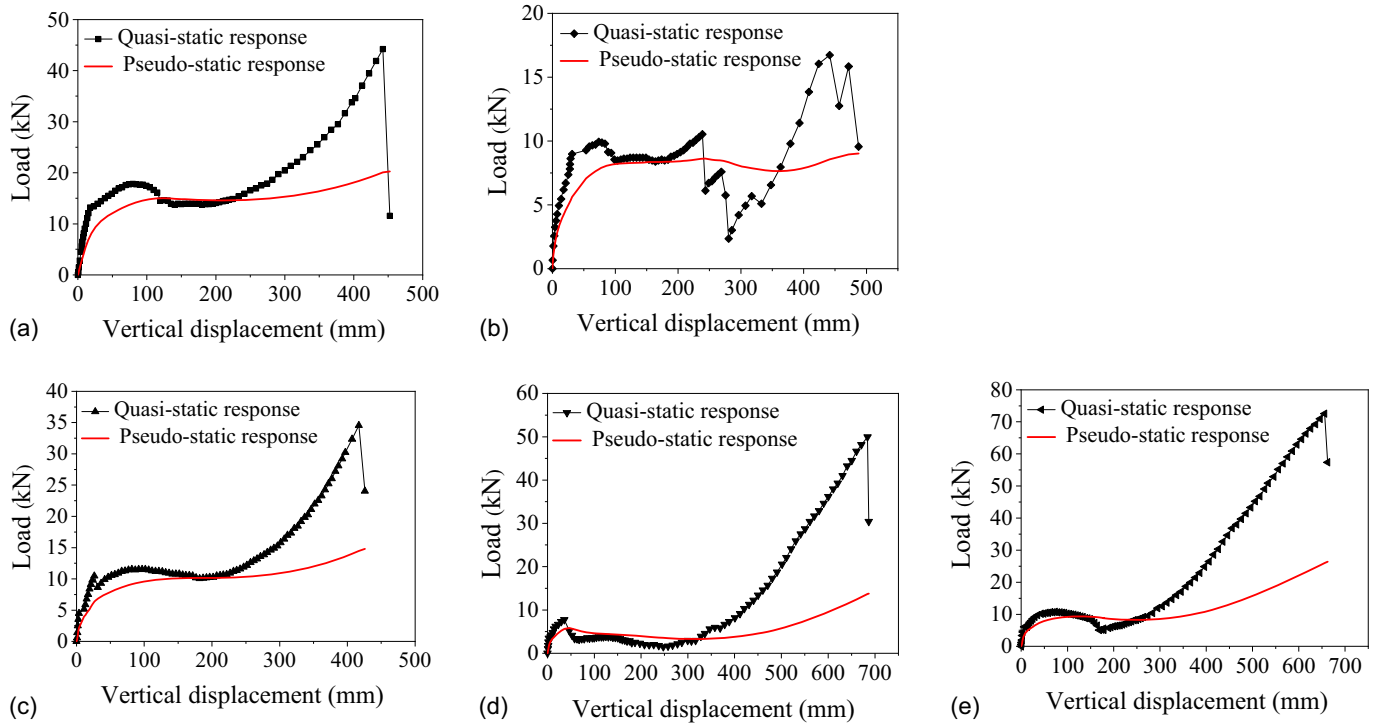 50
40
30
20
10
0
Load (kN)
Quasi-static response
Pseudo-static response
0 100 200 300 400 500
Vertical displacement (mm)
(a)
20
15
10
5
0
Load (kN)
Quasi-static response
Pseudo-static response
0 100 200 300 400 500
Vertical displacement (mm)
(b)
40
35
30
25
20
15
10
5
0
Load (kN)
Quasi-static response
Pseudo-static response
0 100 200 300 400 500
Vertical displacement (mm)
(c)
60
50
40
30
20
10
0
Load (kN)
Quasi-static response
Pseudo-static response
0 100 200 300 400 500 600 700
Vertical displacement (mm)
(d)
80
70
60
50
40
30
20
10
0
Load (kN)
Quasi-static response
Pseudo-static response
0 100 200 300 400 500 600 700
Vertical displacement (mm)
(e)